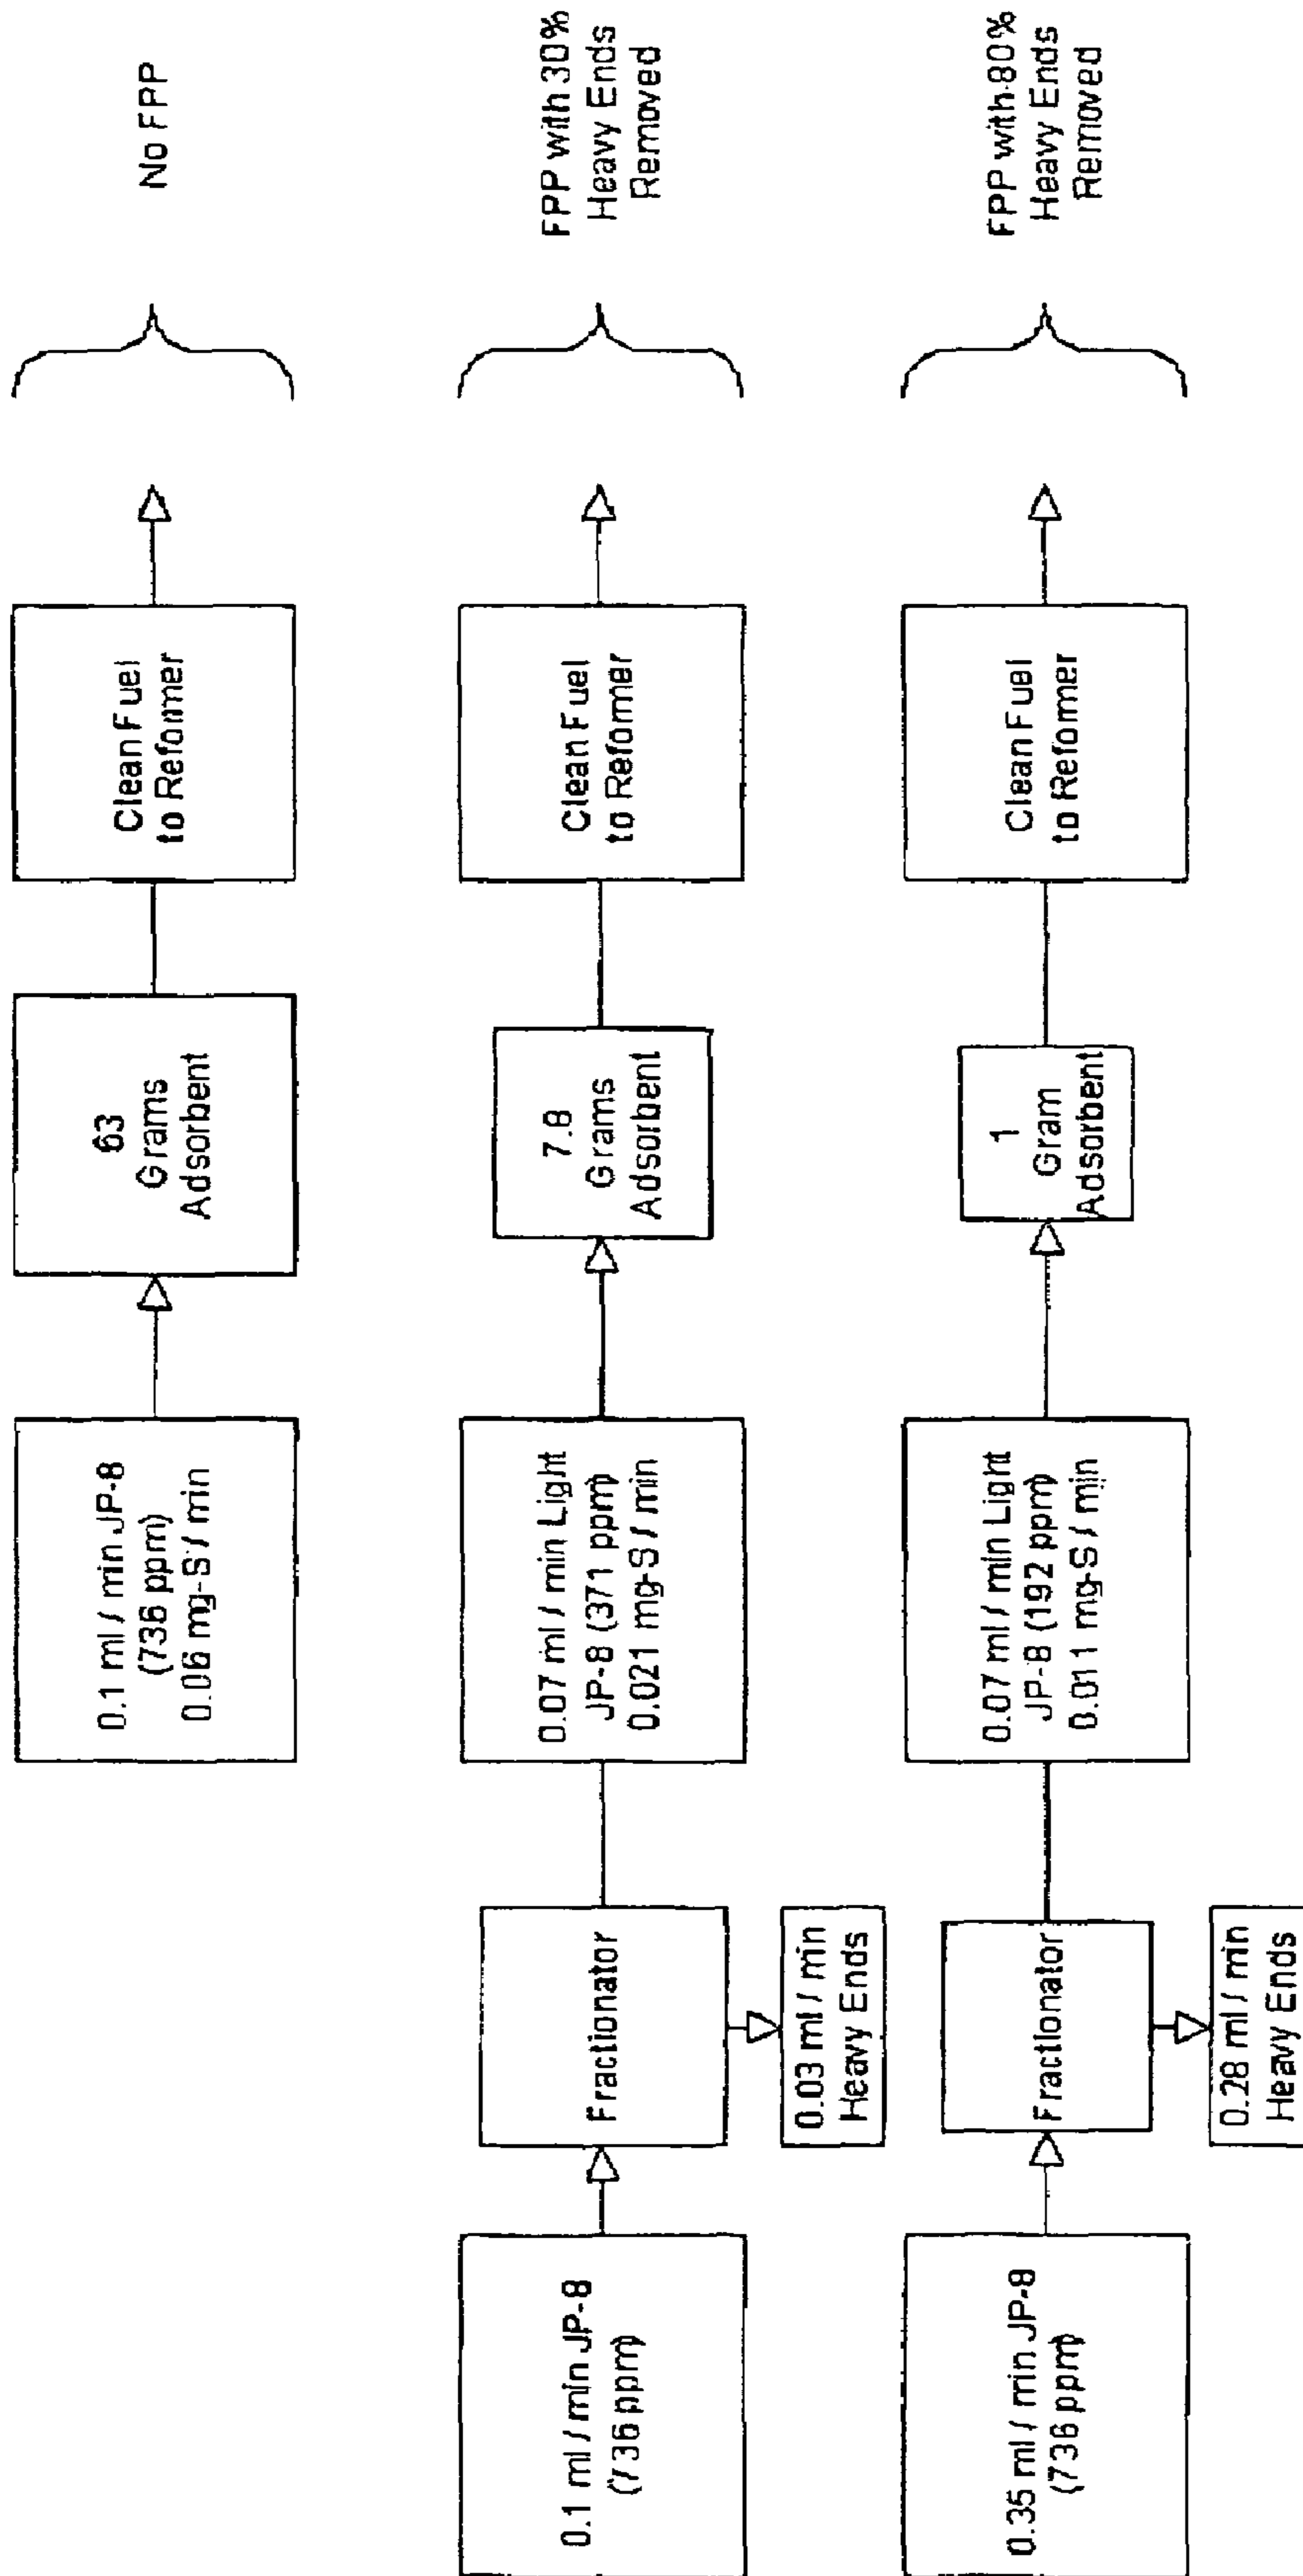 0.1 ml / min JP-8
(736 ppm)
0.06 mg-S / min
63
Grams
Adsorbent
Clean Fuel
to Reformer
No FPP
0.1 ml / min JP-8
(736 ppm)
Fractionator
0.03 ml / min
Heavy Ends
0.07 ml / min Light
JP-8 (371 ppm)
0.021 mg-S / min
7.8
Grams
Adsorbent
Clean Fuel
to Reformer
FPP with 30%
Heavy Ends
Removed
0.35 ml / min JP-8
(736 ppm)
Fractionator
0.28 ml / min
Heavy Ends
0.07 ml / min Light
JP-8 (192 ppm)
0.011 mg-S / min
1
Gram
Adsorbent
Clean Fuel
to Reformer
FPP with 80%
Heavy Ends
Removed